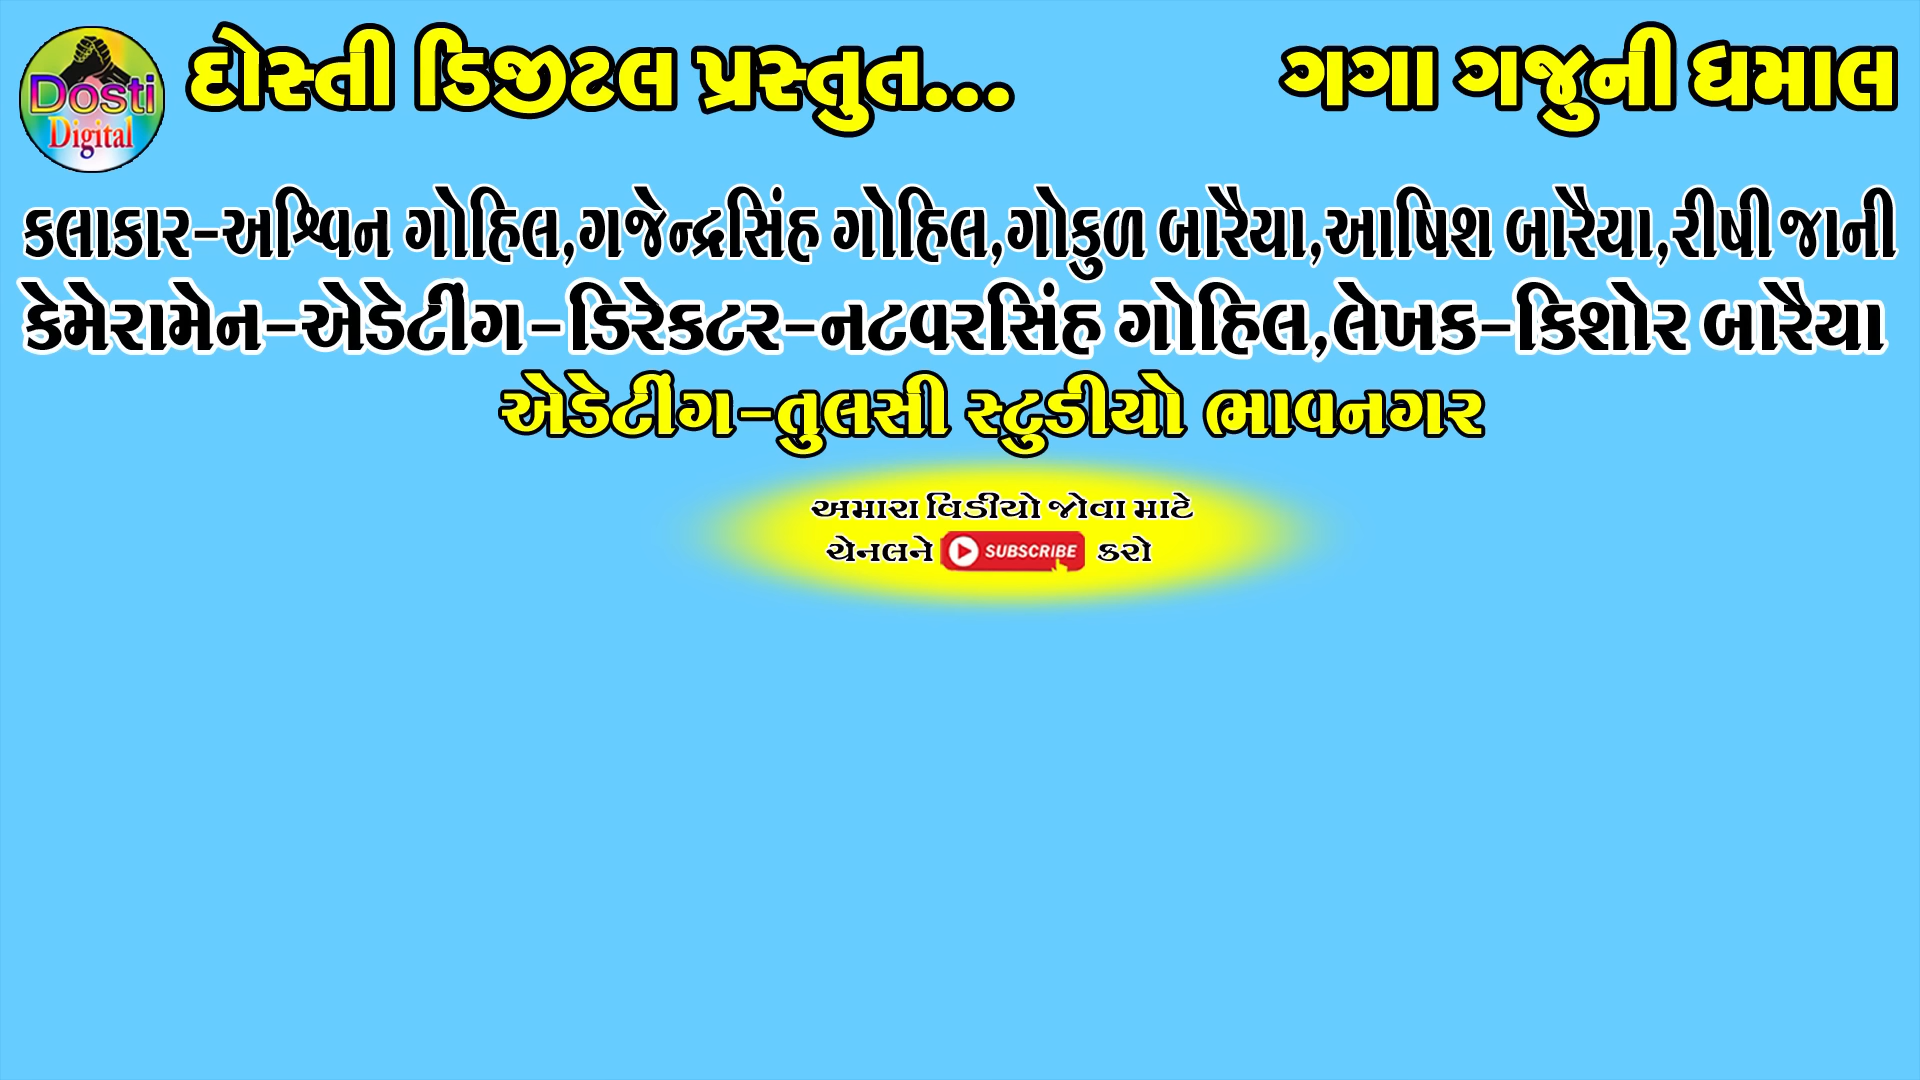 Dosti
Digital
દોસ્તી ડિજીટલ પ્રસ્તુત... ગગા ગજુની ધમાલ
કલાકાર-અશ્વિન ગોહિલ,ગજેન્દ્રસિંહ ગોહિલ,ગોકુળ બારૈયા,આષિશ બારૈયા,રીષી જાની
કેમેરામેન-એડેટીંગ-ડિરેકટર-નટવરસિંહ ગોહિલ,લેખક-કિશોર બારૈયા
એડેટીંગ-તુલસી સ્ટુડીયો ભાવનગર
અમારા વિડીયો જોવા માટે
ચેનલને SUBSCRIBE કરો